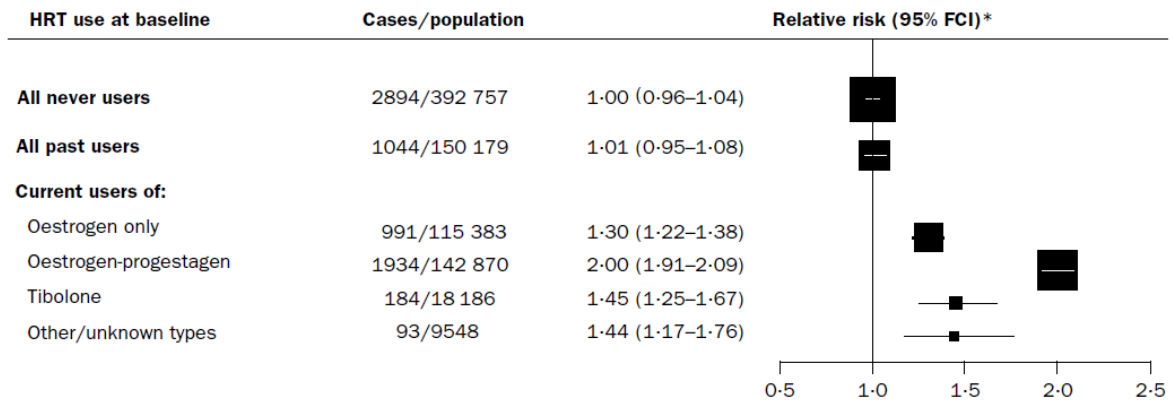 HRT use at baseline Cases/population Relative risk (95% FCI)*
All never users 2894/392 757 1·00 (0·96–1·04)
All past users 1044/150 179 1·01 (0·95–1·08)
Current users of:
Oestrogen only 991/115 383 1·30 (1·22–1·38)
Oestrogen-progestagen 1934/142 870 2·00 (1·91–2·09)
Tibolone 184/18 186 1·45 (1·25–1·67)
Other/unknown types 93/9548 1·44 (1·17–1·76)
0·5 1·0 1·5 2·0 2·5